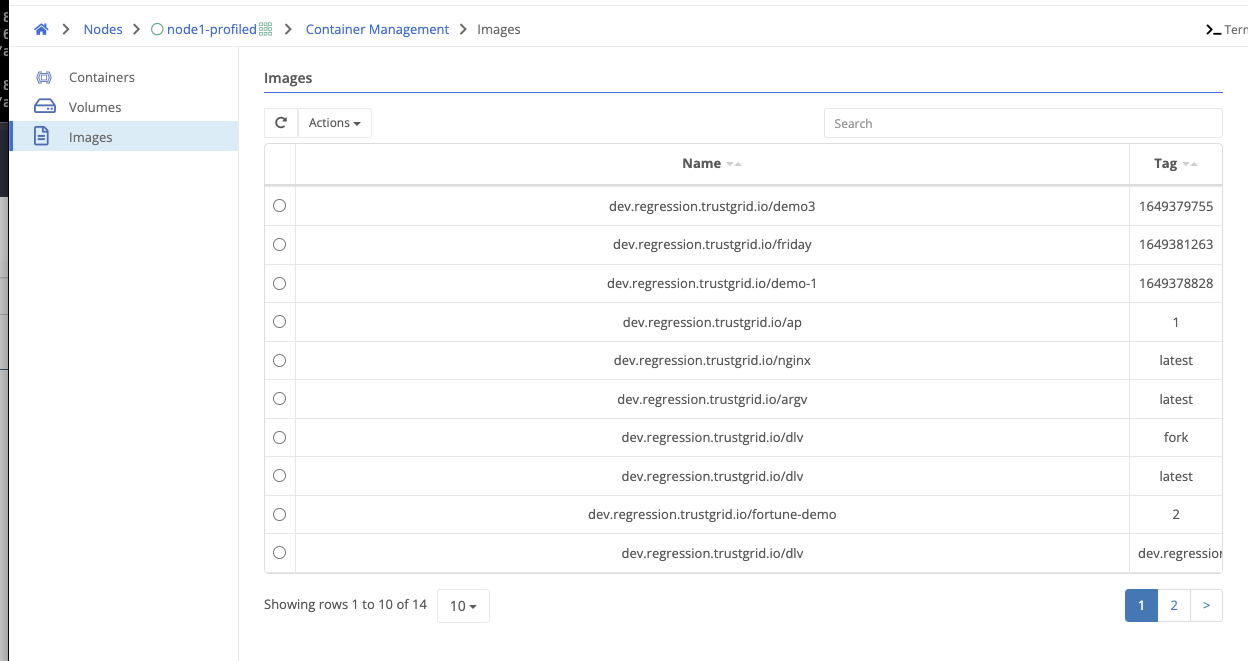 Nodes node1-profiled Container Management Images
Term
Containers
Volumes
Images
Images
Actions
Search
Name Tag
dev.regression.trustgrid.io/demo3 1649379755
dev.regression.trustgrid.io/friday 1649381263
dev.regression.trustgrid.io/demo-1 1649378828
dev.regression.trustgrid.io/ap 1
dev.regression.trustgrid.io/nginx latest
dev.regression.trustgrid.io/argv latest
dev.regression.trustgrid.io/dlv fork
dev.regression.trustgrid.io/dlv latest
dev.regression.trustgrid.io/fortune-demo 2
dev.regression.trustgrid.io/dlv dev.regression
Showing rows 1 to 10 of 14 10
1 2 >